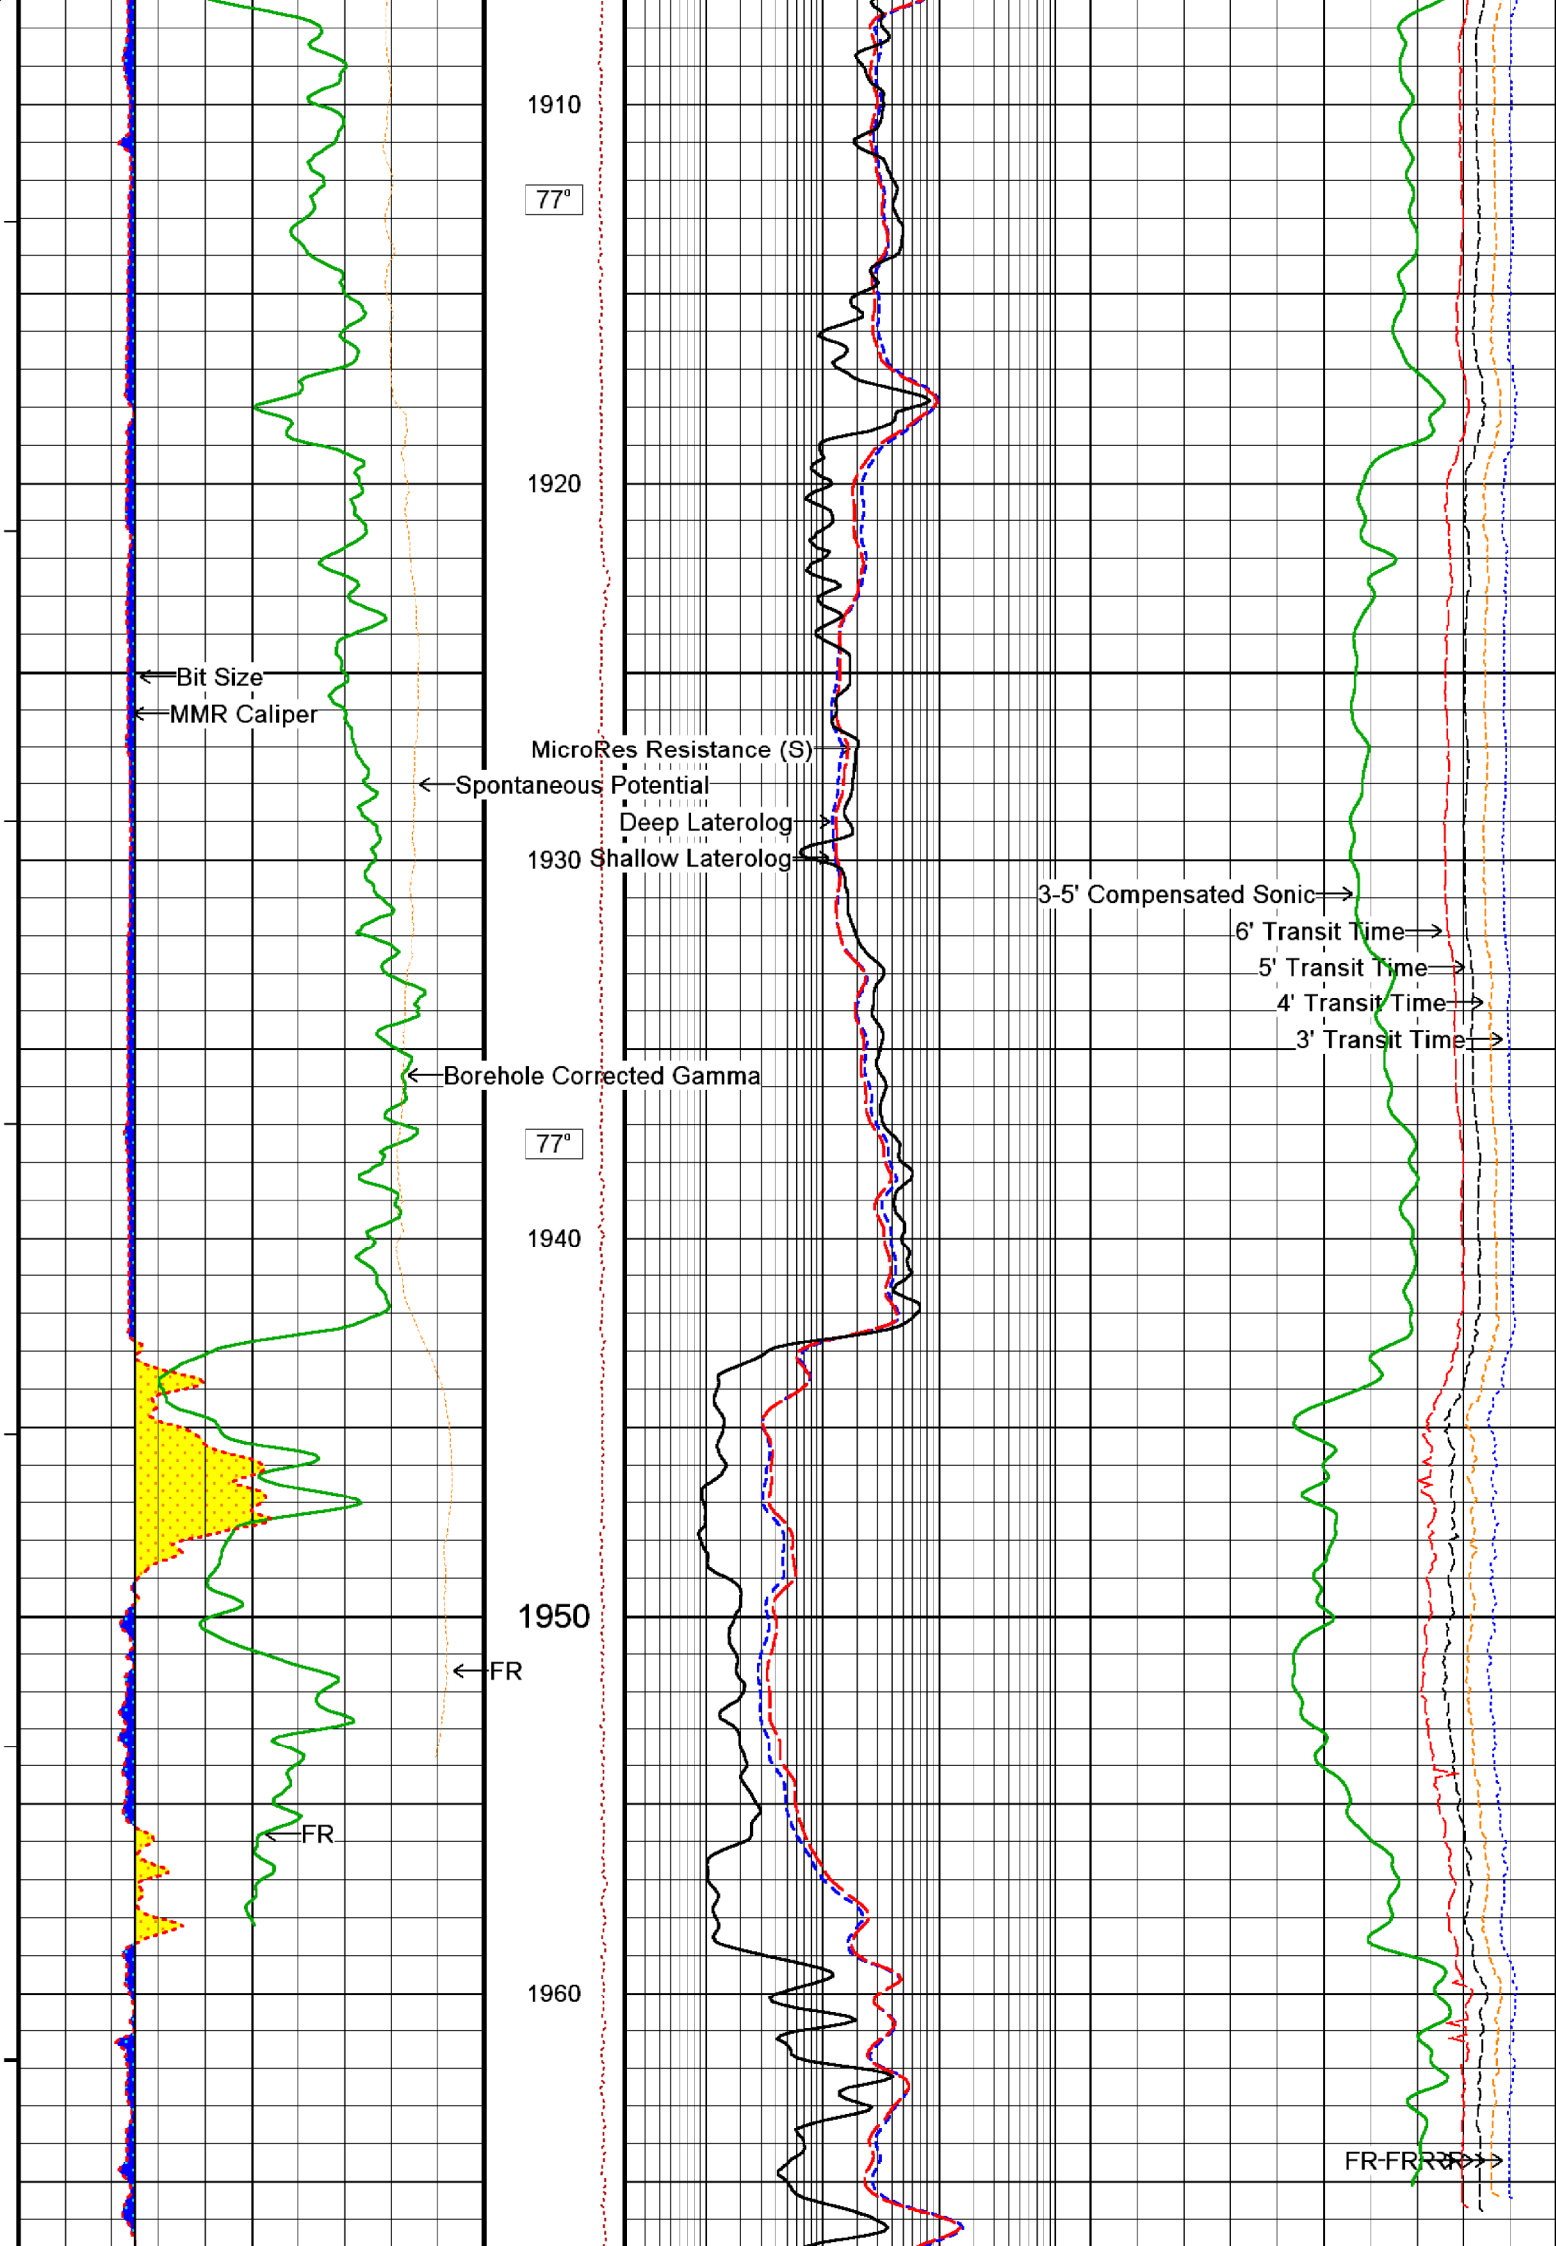 1910
77°
1920
Bit Size
MMR Caliper
MicroRes Resistance (S)
Spontaneous Potential
Deep Laterolog
1930
Shallow Laterolog
3-5' Compensated Sonic
6' Transit Time
5' Transit Time
4' Transit Time
3' Transit Time
Borehole Corrected Gamma
77°
1940
1950
FR
FR
1960
FR-FR